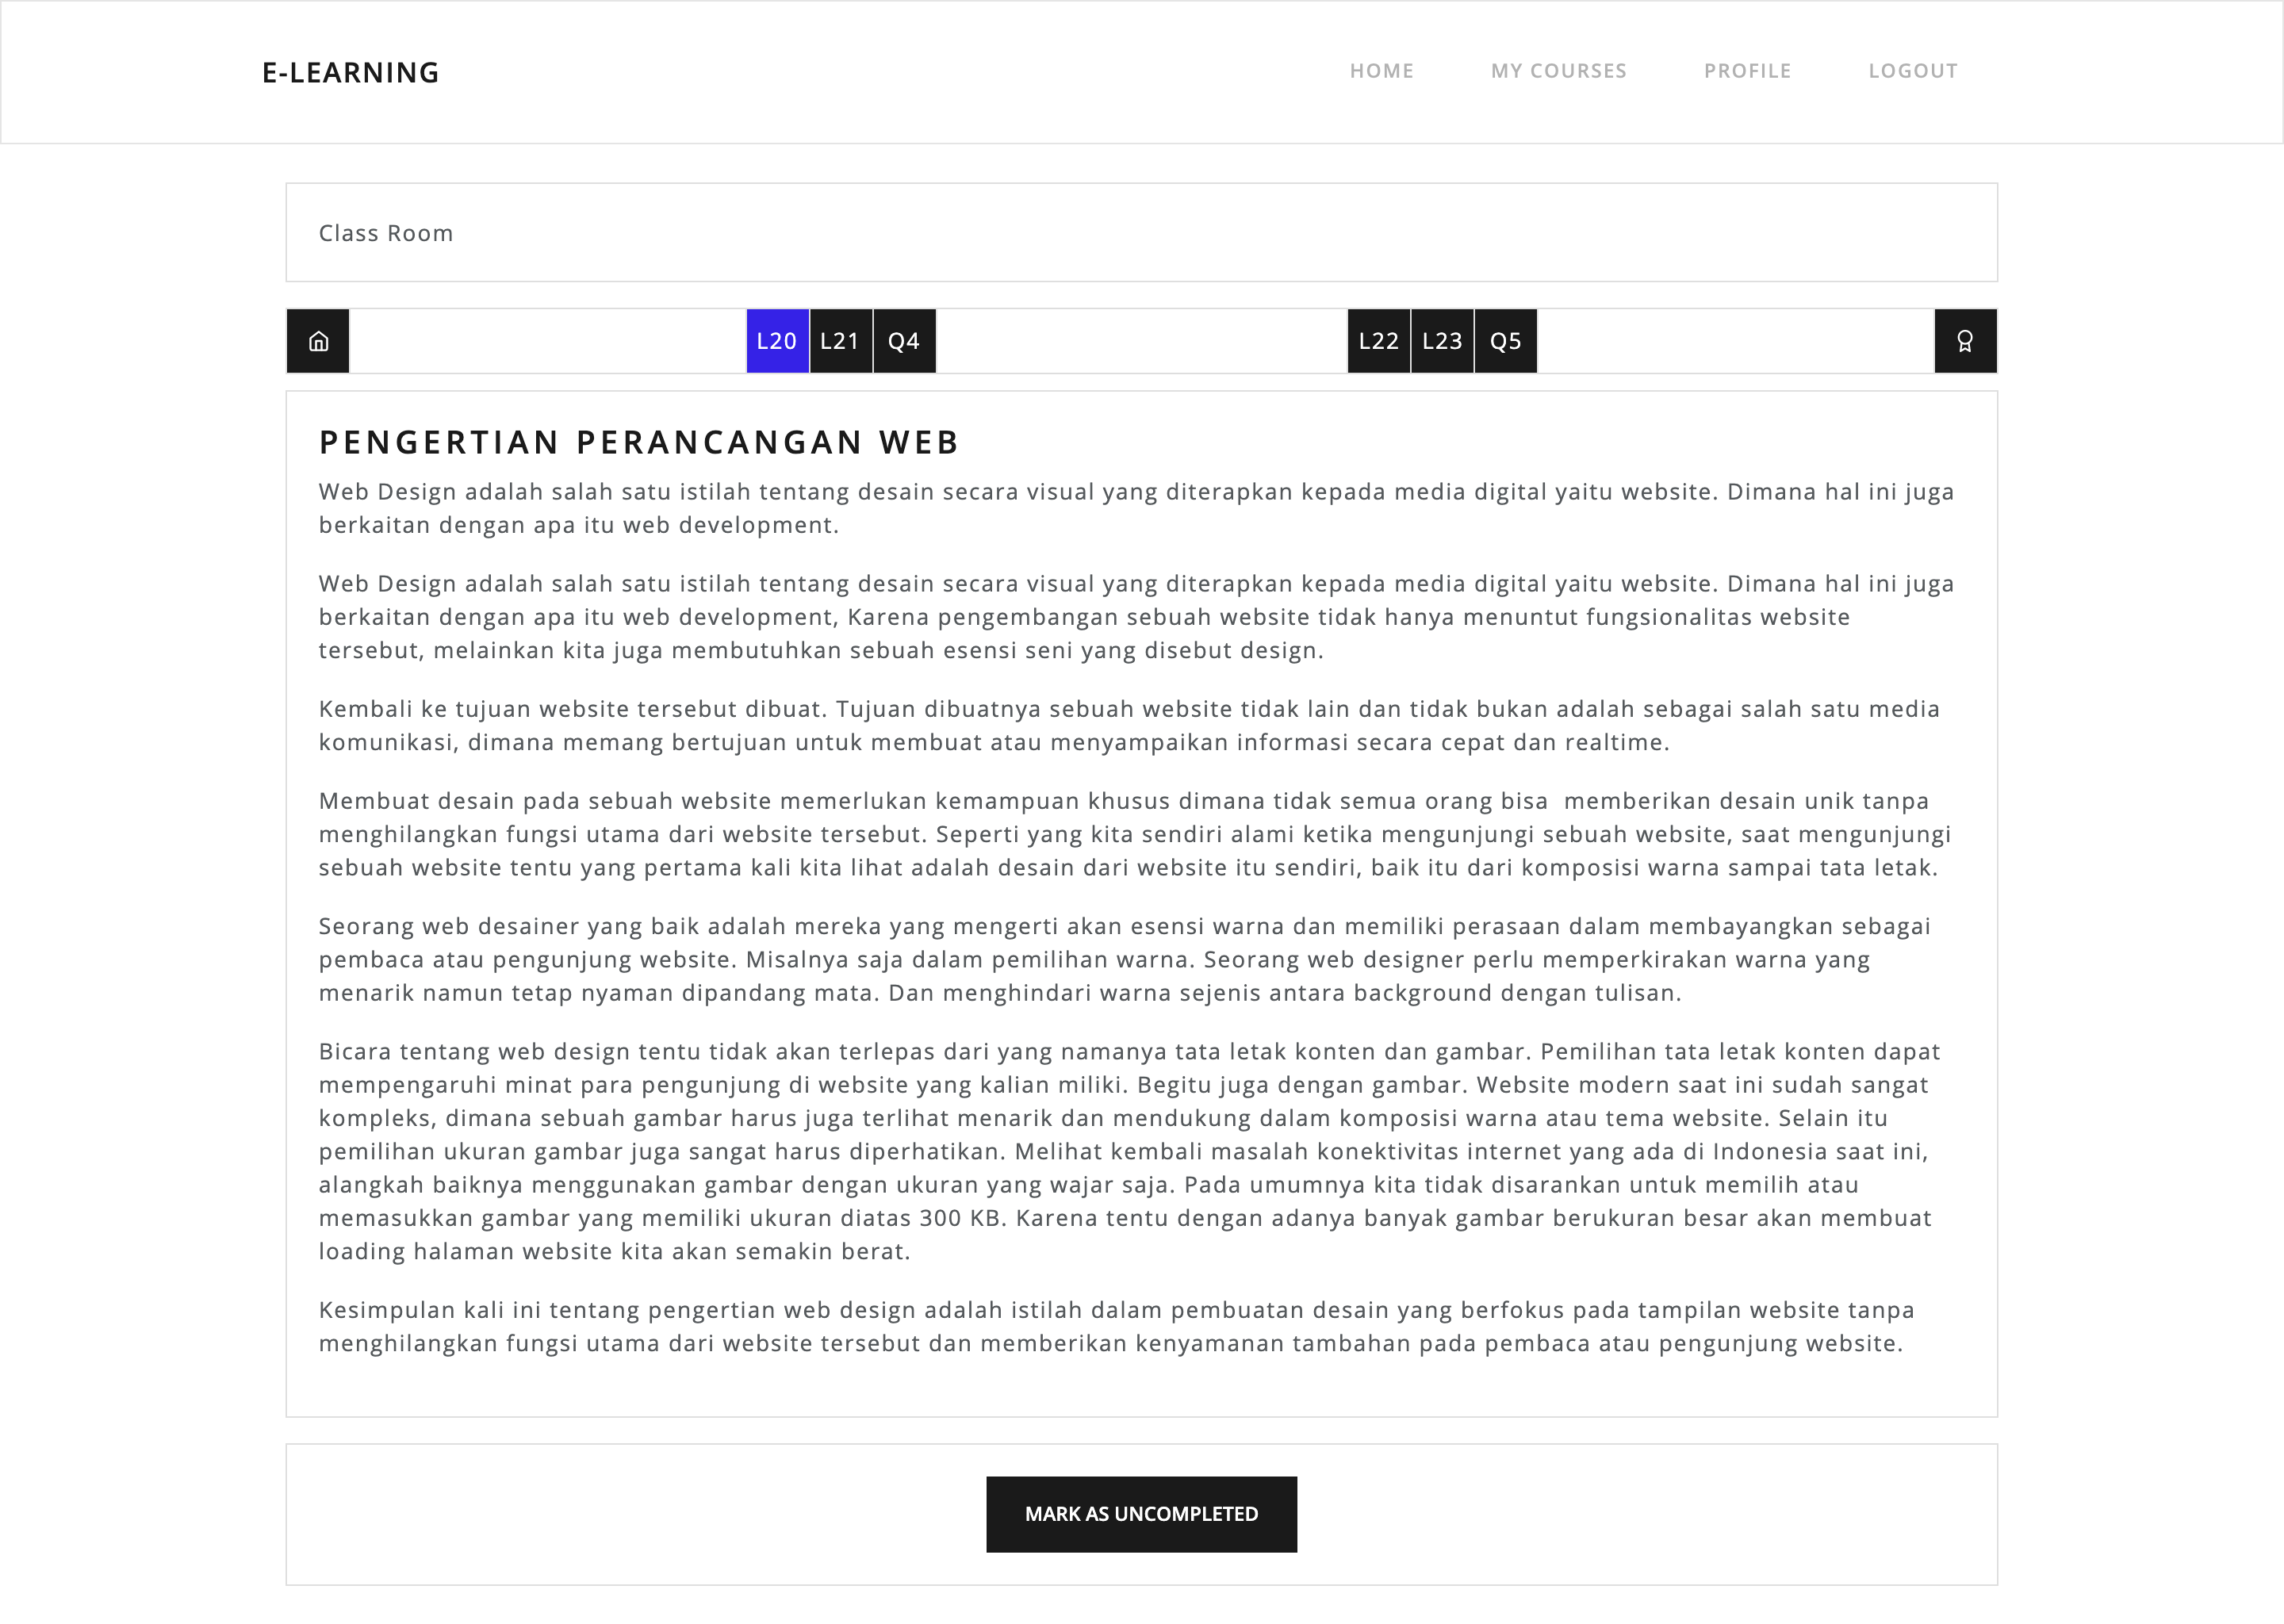 E-LEARNING
HOME MY COURSES PROFILE LOGOUT
Class Room
L20 L21 Q4 L22 L23 Q5
PENGERTIAN PERANCANGAN WEB
Web Design adalah salah satu istilah tentang desain secara visual yang diterapkan kepada media digital yaitu website. Dimana hal ini juga
berkaitan dengan apa itu web development.
Web Design adalah salah satu istilah tentang desain secara visual yang diterapkan kepada media digital yaitu website. Dimana hal ini juga
berkaitan dengan apa itu web development, Karena pengembangan sebuah website tidak hanya menuntut fungsionalitas website
tersebut, melainkan kita juga membutuhkan sebuah esensi seni yang disebut design.
Kembali ke tujuan website tersebut dibuat. Tujuan dibuatnya sebuah website tidak lain dan tidak bukan adalah sebagai salah satu media
komunikasi, dimana memang bertujuan untuk membuat atau menyampaikan informasi secara cepat dan realtime.
Membuat desain pada sebuah website memerlukan kemampuan khusus dimana tidak semua orang bisa  memberikan desain unik tanpa
menghilangkan fungsi utama dari website tersebut. Seperti yang kita sendiri alami ketika mengunjungi sebuah website, saat mengunjungi
sebuah website tentu yang pertama kali kita lihat adalah desain dari website itu sendiri, baik itu dari komposisi warna sampai tata letak.
Seorang web desainer yang baik adalah mereka yang mengerti akan esensi warna dan memiliki perasaan dalam membayangkan sebagai
pembaca atau pengunjung website. Misalnya saja dalam pemilihan warna. Seorang web designer perlu memperkirakan warna yang
menarik namun tetap nyaman dipandang mata. Dan menghindari warna sejenis antara background dengan tulisan.
Bicara tentang web design tentu tidak akan terlepas dari yang namanya tata letak konten dan gambar. Pemilihan tata letak konten dapat
mempengaruhi minat para pengunjung di website yang kalian miliki. Begitu juga dengan gambar. Website modern saat ini sudah sangat
kompleks, dimana sebuah gambar harus juga terlihat menarik dan mendukung dalam komposisi warna atau tema website. Selain itu
pemilihan ukuran gambar juga sangat harus diperhatikan. Melihat kembali masalah konektivitas internet yang ada di Indonesia saat ini,
alangkah baiknya menggunakan gambar dengan ukuran yang wajar saja. Pada umumnya kita tidak disarankan untuk memilih atau
memasukkan gambar yang memiliki ukuran diatas 300 KB. Karena tentu dengan adanya banyak gambar berukuran besar akan membuat
loading halaman website kita akan semakin berat.
Kesimpulan kali ini tentang pengertian web design adalah istilah dalam pembuatan desain yang berfokus pada tampilan website tanpa
menghilangkan fungsi utama dari website tersebut dan memberikan kenyamanan tambahan pada pembaca atau pengunjung website.
MARK AS UNCOMPLETED